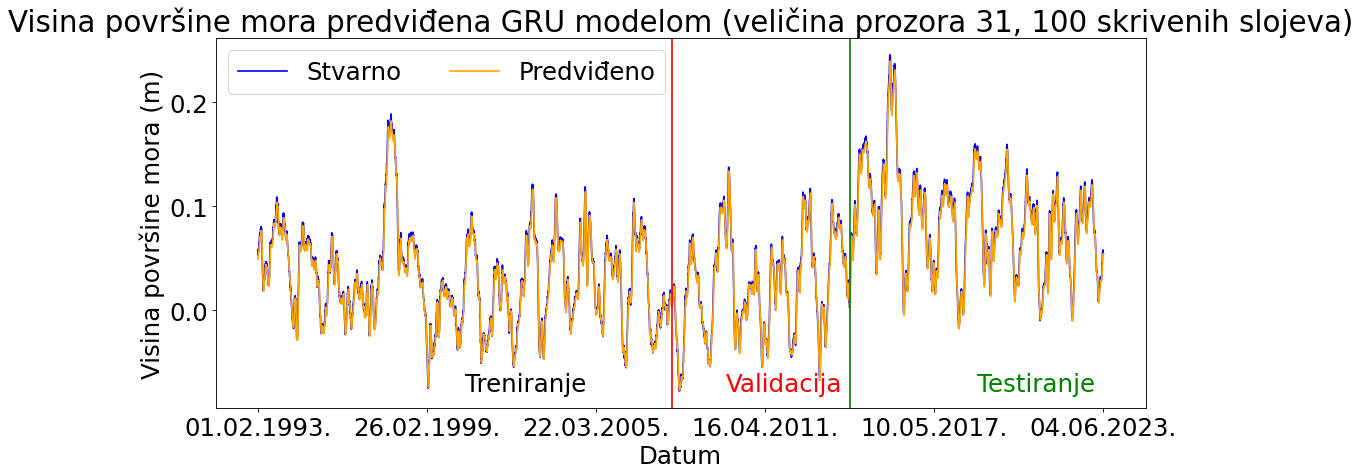 Visina površine mora predviđena GRU modelom (veličina prozora 31, 100 skrivenih slojeva)
Stvarno
Predviđeno
Visina površine mora (m)
0.2
0.1
0.0
Treniranje
Validacija
Testiranje
01.02.1993.
26.02.1999.
22.03.2005.
16.04.2011.
10.05.2017.
04.06.2023.
Datum